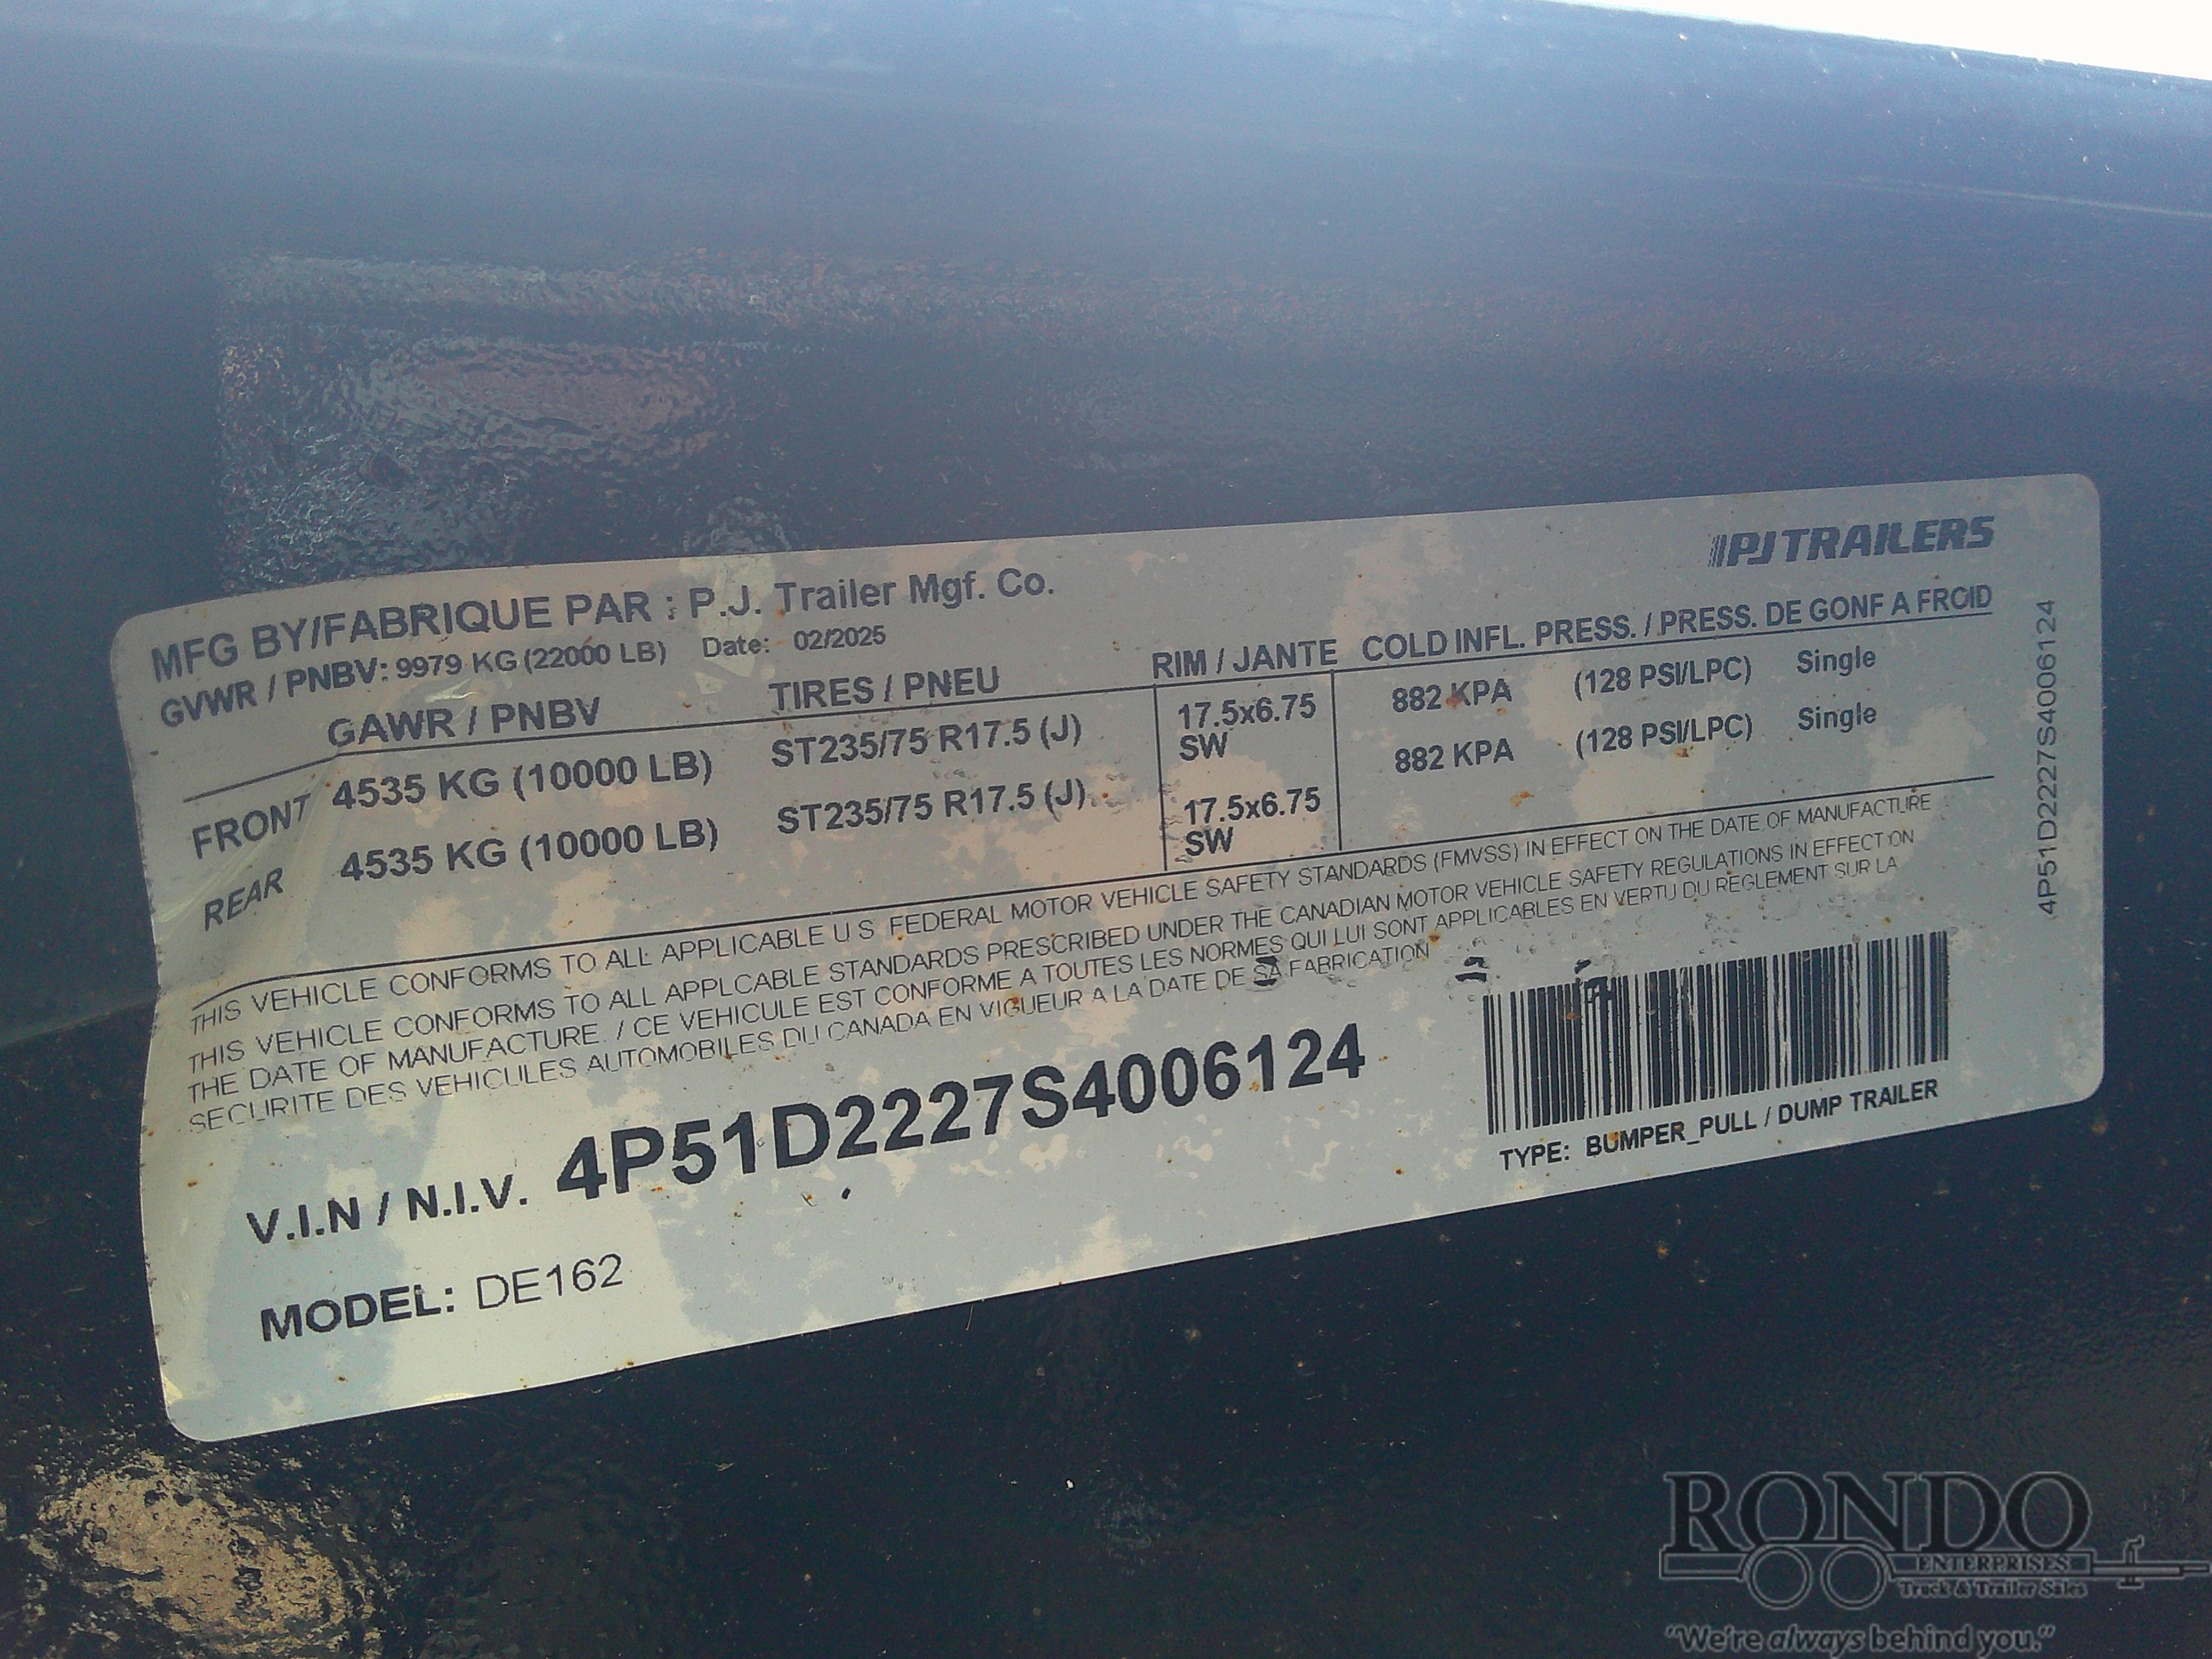 PJ TRAILERS
MFG BY/FABRIQUE PAR : P.J. Trailer Mgf. Co.
GVWR / PNBV: 9979 KG (22000 LB) Date: 02/2025
GAWR / PNBV TIRES / PNEU RIM / JANTE COLD INFL. PRESS. / PRESS. DE GONF A FROID
FRONT 4535 KG (10000 LB) ST235/75 R17.5 (J) 17.5x6.75 SW 882 KPA (128 PSI/LPC) Single
REAR 4535 KG (10000 LB) ST235/75 R17.5 (J) 17.5x6.75 SW 882 KPA (128 PSI/LPC) Single
THIS VEHICLE CONFORMS TO ALL APPLICABLE U S FEDERAL MOTOR VEHICLE SAFETY STANDARDS (FMVSS) IN EFFECT ON THE DATE OF MANUFACTURE
THIS VEHICLE CONFORMS TO ALL APPLCABLE STANDARDS PRESCRIBED UNDER THE CANADIAN MOTOR VEHICLE SAFETY REGULATIONS IN EFFECT ON
THE DATE OF MANUFACTURE. / CE VEHICULE EST CONFORME A TOUTES LES NORMES QUI LUI SONT APPLICABLES EN VERTU DU REGLEMENT SUR LA
SECURITE DES VEHICULES AUTOMOBILES DU CANADA EN VIGUEUR A LA DATE DE SA FABRICATION
V.I.N / N.I.V. 4P51D2227S4006124
TYPE: BUMPER_PULL / DUMP TRAILER
MODEL: DE162
4P51D2227S4006124
RONDO
ENTERPRISES
Truck & Trailer Sales
"We're always behind you."